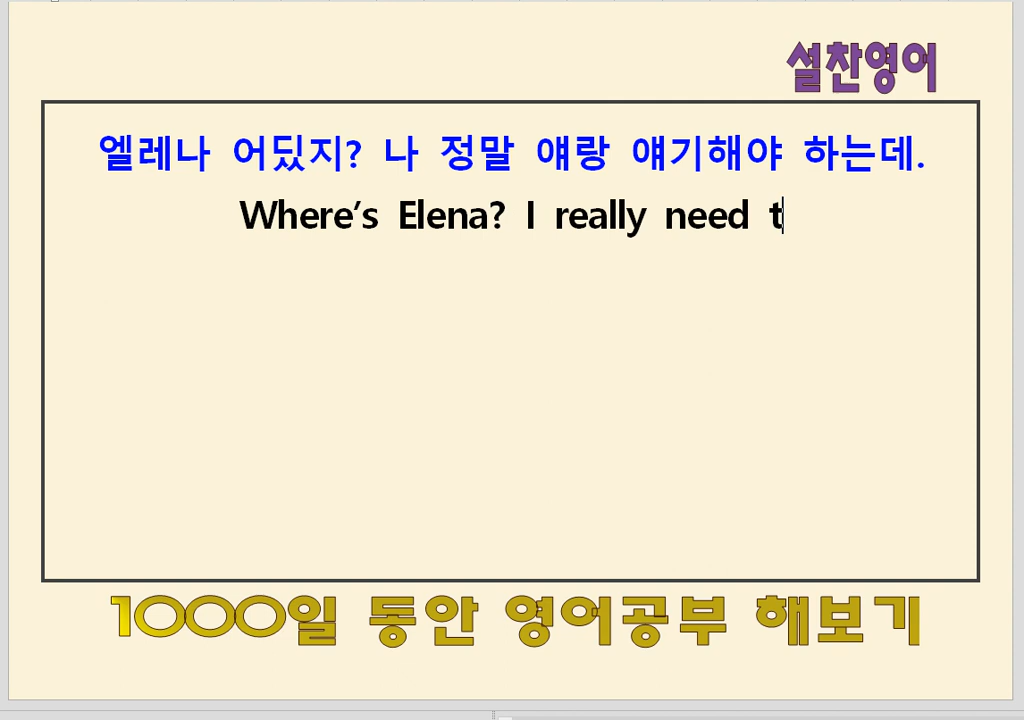 설찬영어
엘레나 어딨지? 나 정말 얘랑 얘기해야 하는데.
Where's Elena? I really need t
1000일 동안 영어공부 해보기